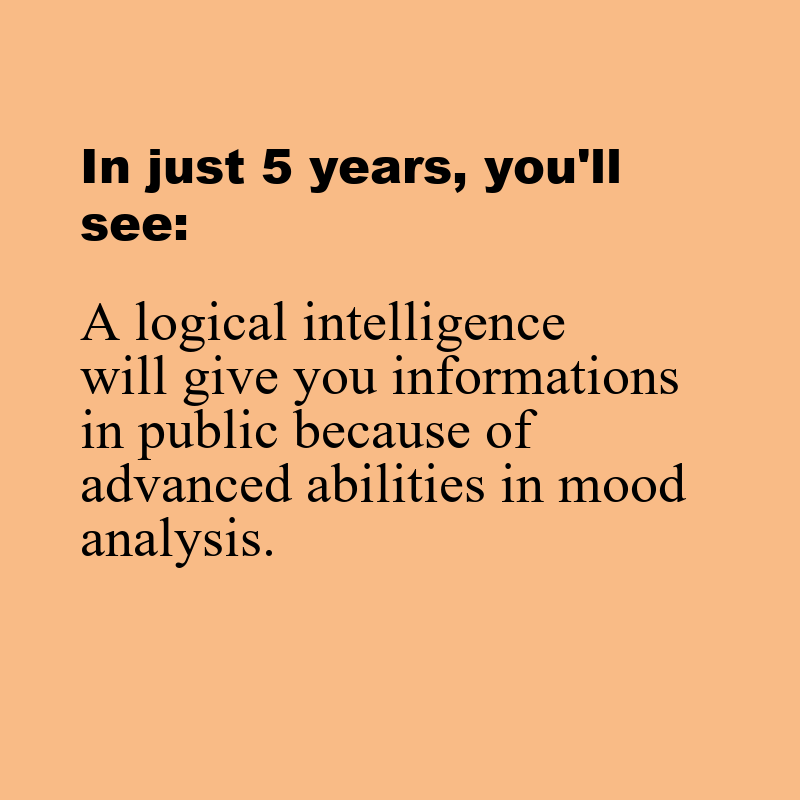 In just 5 years, you'll
see:
A logical intelligence
will give you informations
in public because of
advanced abilities in mood
analysis.